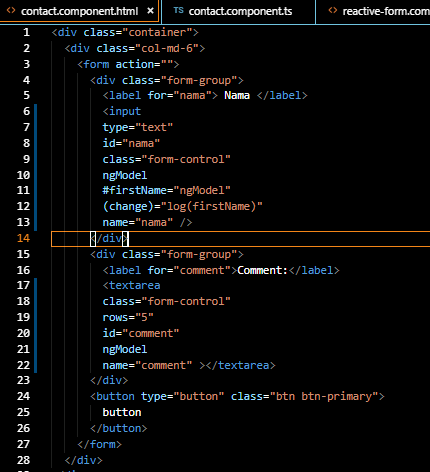 contact.component.html × TS contact.component.ts reactive-form.com
1 <div class="container">
2 <div class="col-md-6">
3 <form action="">
4 <div class="form-group">
5 <label for="nama"> Nama </label>
6 <input
7 type="text"
8 id="nama"
9 class="form-control"
10 ngModel
11 #firstName="ngModel"
12 (change)="log(firstName)"
13 name="nama" />
14 </div>
15 <div class="form-group">
16 <label for="comment">Comment:</label>
17 <textarea
18 class="form-control"
19 rows="5"
20 id="comment"
21 ngModel
22 name="comment" ></textarea>
23 </div>
24 <button type="button" class="btn btn-primary">
25 button
26 </button>
27 </form>
28 </div>